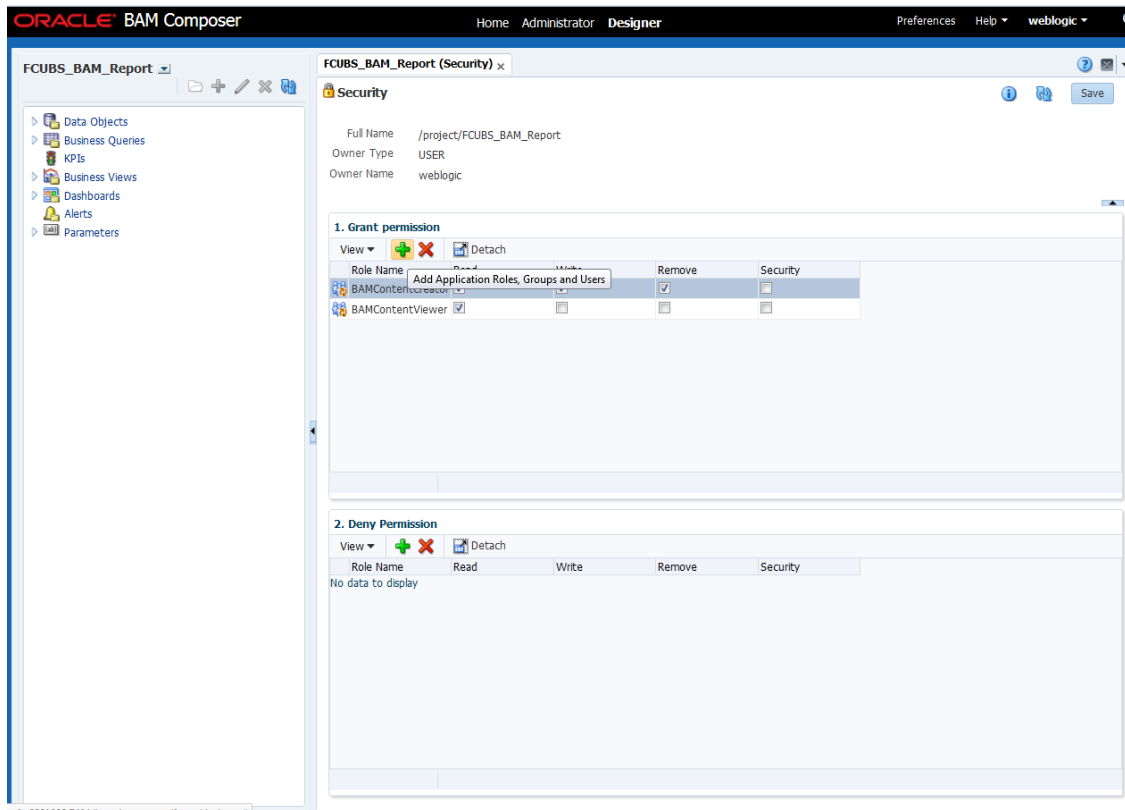 ORACLE BAM Composer Home Administrator Designer Preferences Help weblogic
FCUBS_BAM_Report
FCUBS_BAM_Report (Security)
Security Save
Data Objects
Business Queries
KPIs
Business Views
Dashboards
Alerts
Parameters
Full Name /project/FCUBS_BAM_Report
Owner Type USER
Owner Name weblogic
1. Grant permission
View Detach
Role Name Remove Security
Add Application Roles, Groups and Users
BAMContentCreator
BAMContentViewer
2. Deny Permission
View Detach
Role Name Read Write Remove Security
No data to display